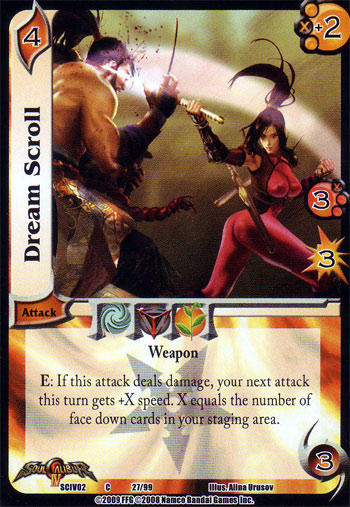 4
+2
Dream Scroll
3
3
Attack
Weapon
E: If this attack deals damage, your next attack
this turn gets +X speed. X equals the number of
face down cards in your staging area.
3
SOULCALIBUR
IV
SCIV02 C 27/99 Illus. Alina Urusov
©2009 FFG ©2008 Namco Bandai Games Inc.